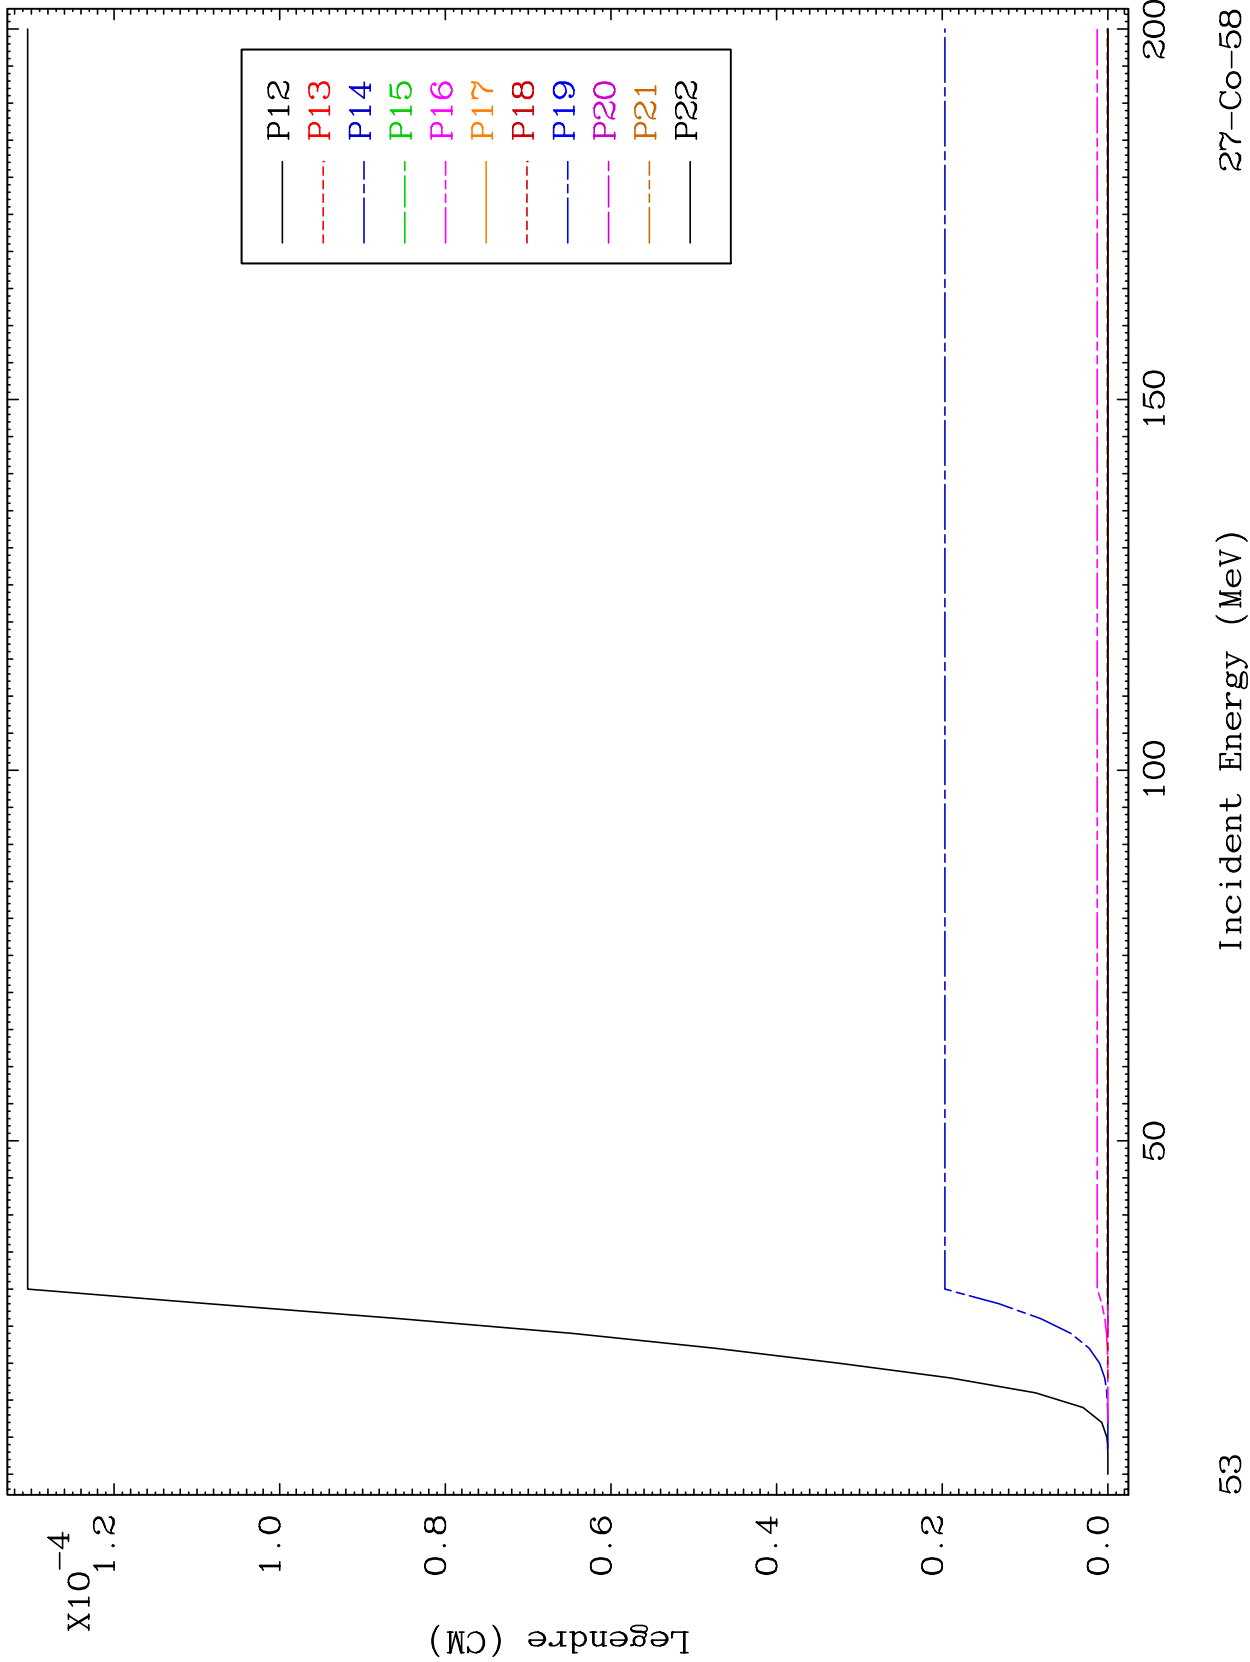 X10-4
1.2
1.0
0.8
0.6
0.4
0.2
0.0
Legendre (CM)
P12
P13
P14
P15
P16
P17
P18
P19
P20
P21
P22
50
100
150
200
53
Incident Energy (MeV)
27-Co-58